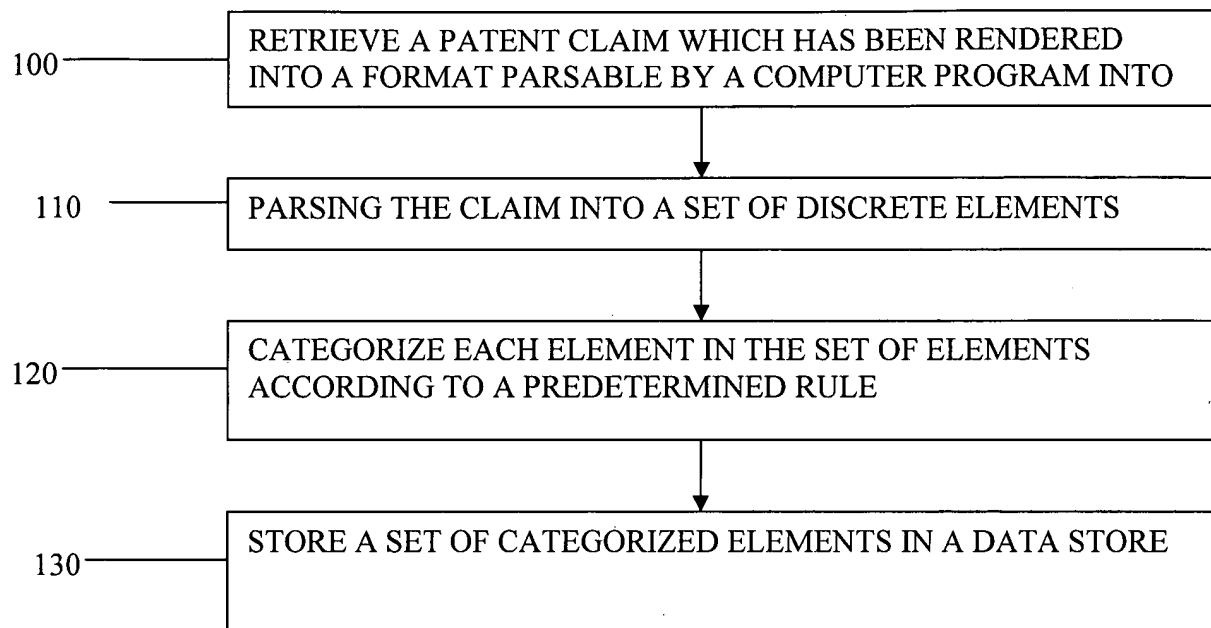 100
RETRIEVE A PATENT CLAIM WHICH HAS BEEN RENDERED
INTO A FORMAT PARSABLE BY A COMPUTER PROGRAM INTO
110
PARSING THE CLAIM INTO A SET OF DISCRETE ELEMENTS
120
CATEGORIZE EACH ELEMENT IN THE SET OF ELEMENTS
ACCORDING TO A PREDETERMINED RULE
130
STORE A SET OF CATEGORIZED ELEMENTS IN A DATA STORE